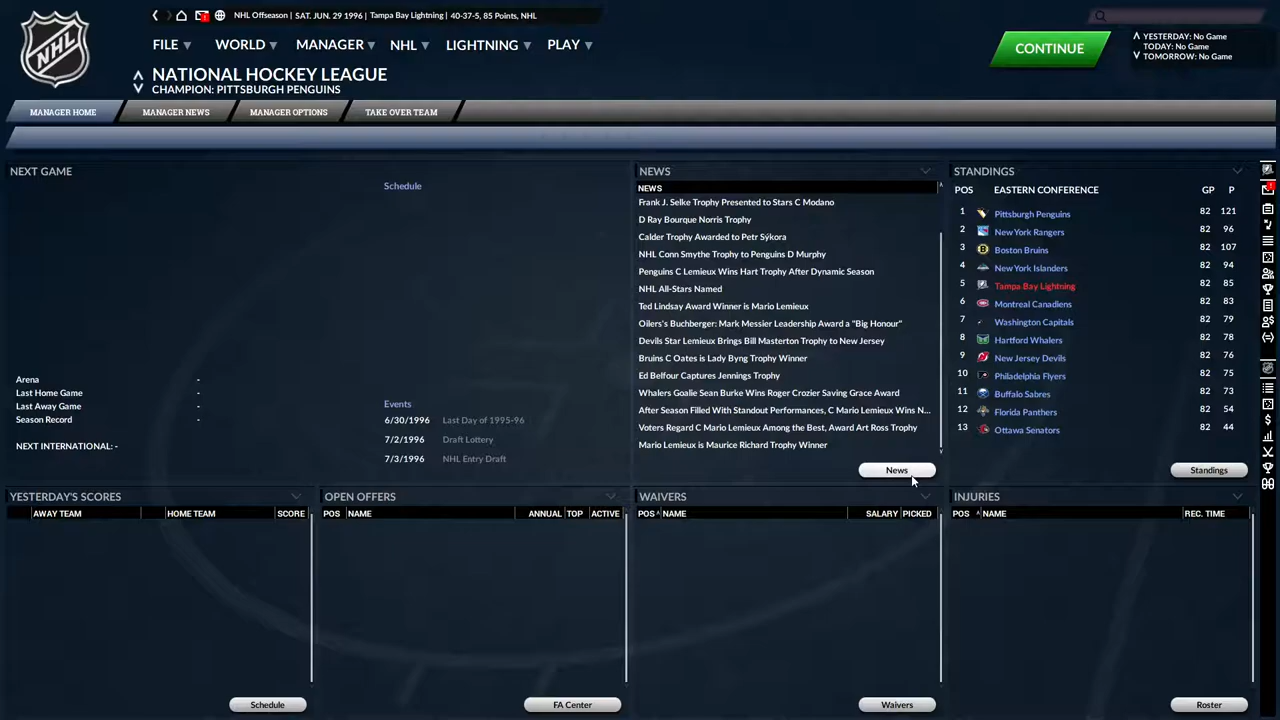 NHL Offseason | SAT. JUN. 29 1996 | Tampa Bay Lightning | 40-37-5, 85 Points, NHL
FILE WORLD MANAGER NHL LIGHTNING PLAY
CONTINUE
YESTERDAY: No Game
TODAY: No Game
TOMORROW: No Game
NHL
NATIONAL HOCKEY LEAGUE
CHAMPION: PITTSBURGH PENGUINS
MANAGER HOME MANAGER NEWS MANAGER OPTIONS TAKE OVER TEAM
NEXT GAME
Schedule
Arena -
Last Home Game -
Last Away Game -
Season Record -
NEXT INTERNATIONAL: -
Events
6/30/1996 Last Day of 1995-96
7/2/1996 Draft Lottery
7/3/1996 NHL Entry Draft
NEWS
NEWS
Frank J. Selke Trophy Presented to Stars C Modano
D Ray Bourque Norris Trophy
Calder Trophy Awarded to Petr Sýkora
NHL Conn Smythe Trophy to Penguins D Murphy
Penguins C Lemieux Wins Hart Trophy After Dynamic Season
NHL All-Stars Named
Ted Lindsay Award Winner is Mario Lemieux
Oilers's Buchberger: Mark Messier Leadership Award a "Big Honour"
Devils Star Lemieux Brings Bill Masterton Trophy to New Jersey
Bruins C Oates is Lady Byng Trophy Winner
Ed Belfour Captures Jennings Trophy
Whalers Goalie Sean Burke Wins Roger Crozier Saving Grace Award
After Season Filled With Standout Performances, C Mario Lemieux Wins N...
Voters Regard C Mario Lemieux Among the Best, Award Art Ross Trophy
Mario Lemieux is Maurice Richard Trophy Winner
News
STANDINGS
POS EASTERN CONFERENCE GP P
1 Pittsburgh Penguins 82 121
2 New York Rangers 82 96
3 Boston Bruins 82 107
4 New York Islanders 82 94
5 Tampa Bay Lightning 82 85
6 Montreal Canadiens 82 83
7 Washington Capitals 82 79
8 Hartford Whalers 82 78
9 New Jersey Devils 82 76
10 Philadelphia Flyers 82 75
11 Buffalo Sabres 82 73
12 Florida Panthers 82 54
13 Ottawa Senators 82 44
Standings
YESTERDAY'S SCORES
AWAY TEAM HOME TEAM SCORE
Schedule
OPEN OFFERS
POS NAME ANNUAL TOP ACTIVE
FA Center
WAIVERS
POS NAME SALARY PICKED
Waivers
INJURIES
POS NAME REC. TIME
Roster